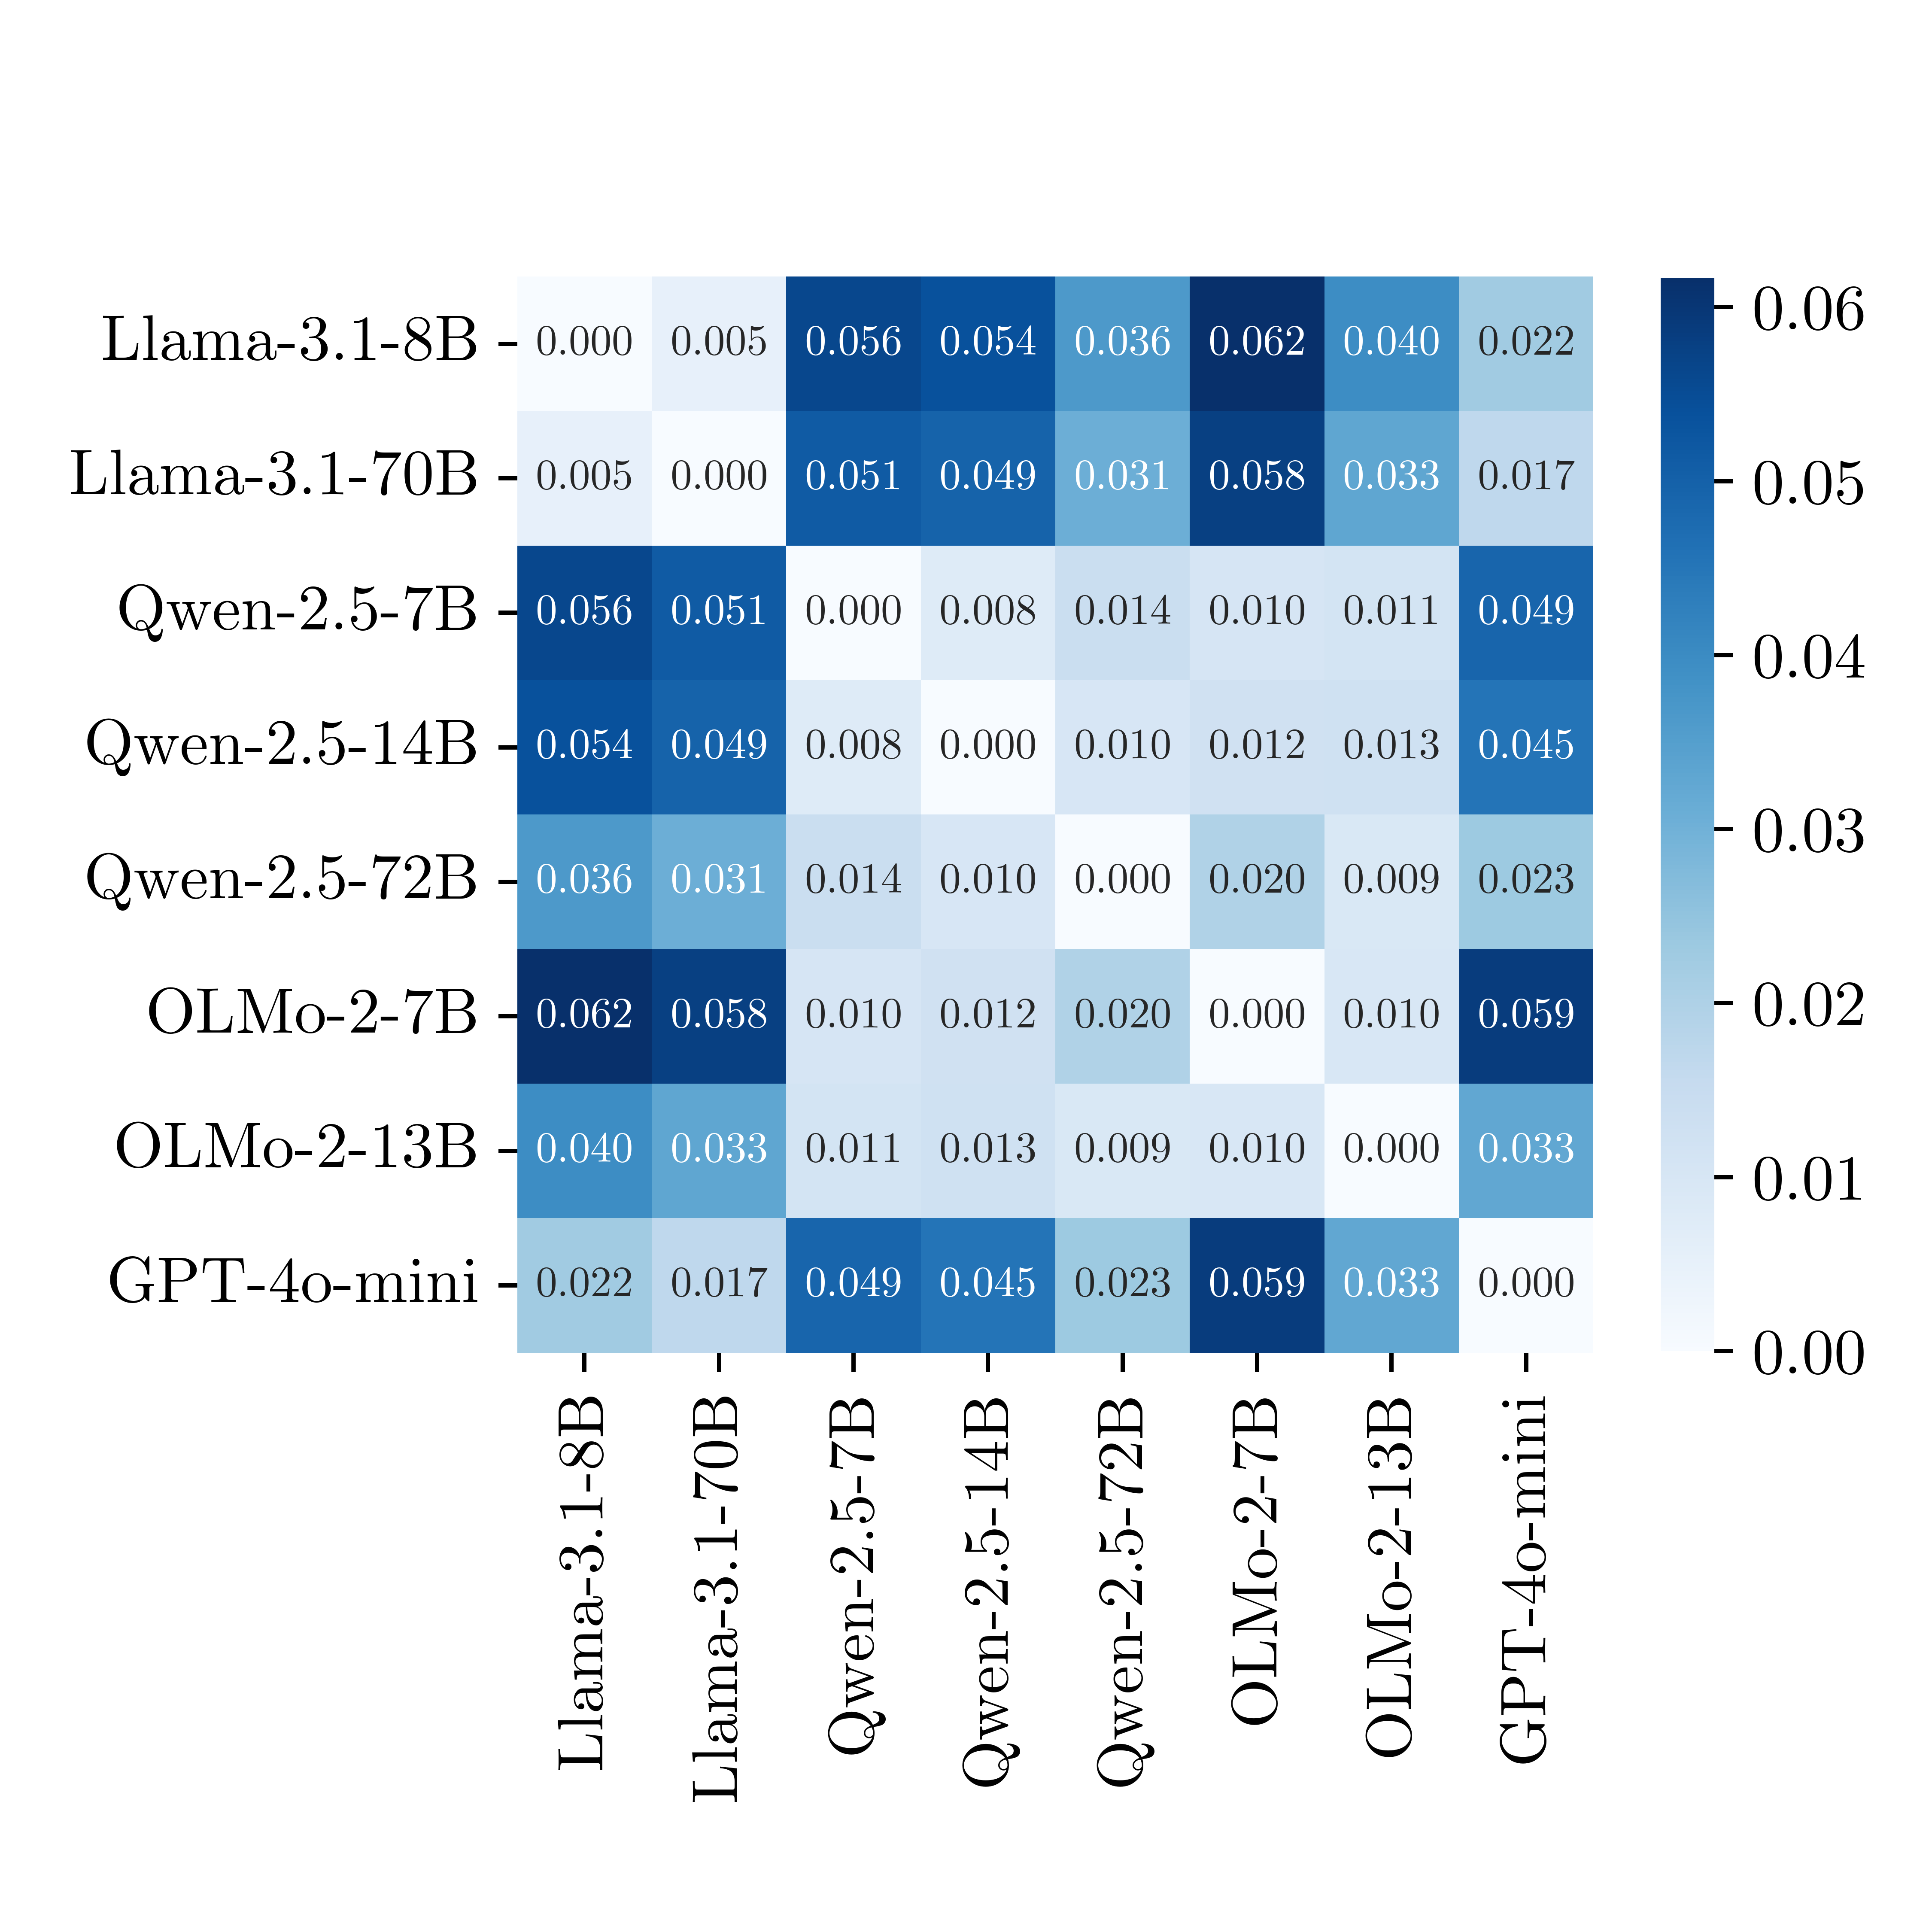 Llama-3.1-8B 0.000 0.005 0.056 0.054 0.036 0.062 0.040 0.022
Llama-3.1-70B 0.005 0.000 0.051 0.049 0.031 0.058 0.033 0.017
Qwen-2.5-7B 0.056 0.051 0.000 0.008 0.014 0.010 0.011 0.049
Qwen-2.5-14B 0.054 0.049 0.008 0.000 0.010 0.012 0.013 0.045
Qwen-2.5-72B 0.036 0.031 0.014 0.010 0.000 0.020 0.009 0.023
OLMo-2-7B 0.062 0.058 0.010 0.012 0.020 0.000 0.010 0.059
OLMo-2-13B 0.040 0.033 0.011 0.013 0.009 0.010 0.000 0.033
GPT-4o-mini 0.022 0.017 0.049 0.045 0.023 0.059 0.033 0.000
Llama-3.1-8B
Llama-3.1-70B
Qwen-2.5-7B
Qwen-2.5-14B
Qwen-2.5-72B
OLMo-2-7B
OLMo-2-13B
GPT-4o-mini
0.06
0.05
0.04
0.03
0.02
0.01
0.00